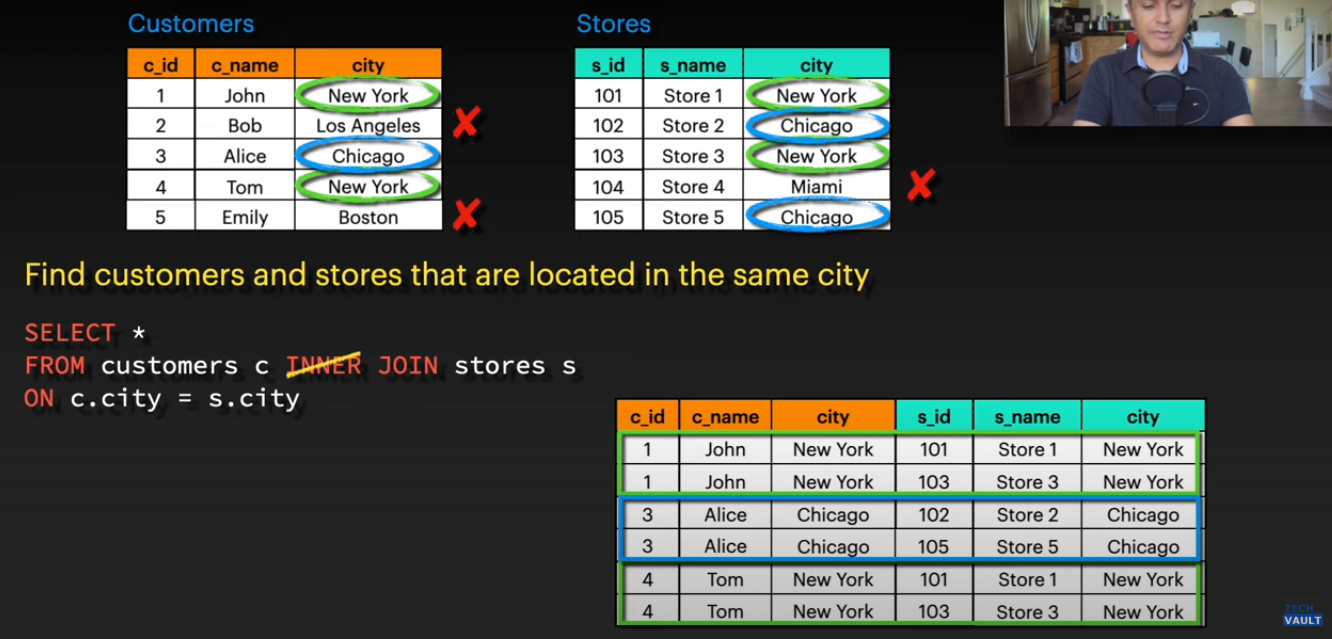 Customers
c_id c_name city
1 John New York
2 Bob Los Angeles
3 Alice Chicago
4 Tom New York
5 Emily Boston
Stores
s_id s_name city
101 Store 1 New York
102 Store 2 Chicago
103 Store 3 New York
104 Store 4 Miami
105 Store 5 Chicago
Find customers and stores that are located in the same city
SELECT *
FROM customers c INNER JOIN stores s
ON c.city = s.city
c_id c_name city s_id s_name city
1 John New York 101 Store 1 New York
1 John New York 103 Store 3 New York
3 Alice Chicago 102 Store 2 Chicago
3 Alice Chicago 105 Store 5 Chicago
4 Tom New York 101 Store 1 New York
4 Tom New York 103 Store 3 New York
TECH
VAULT